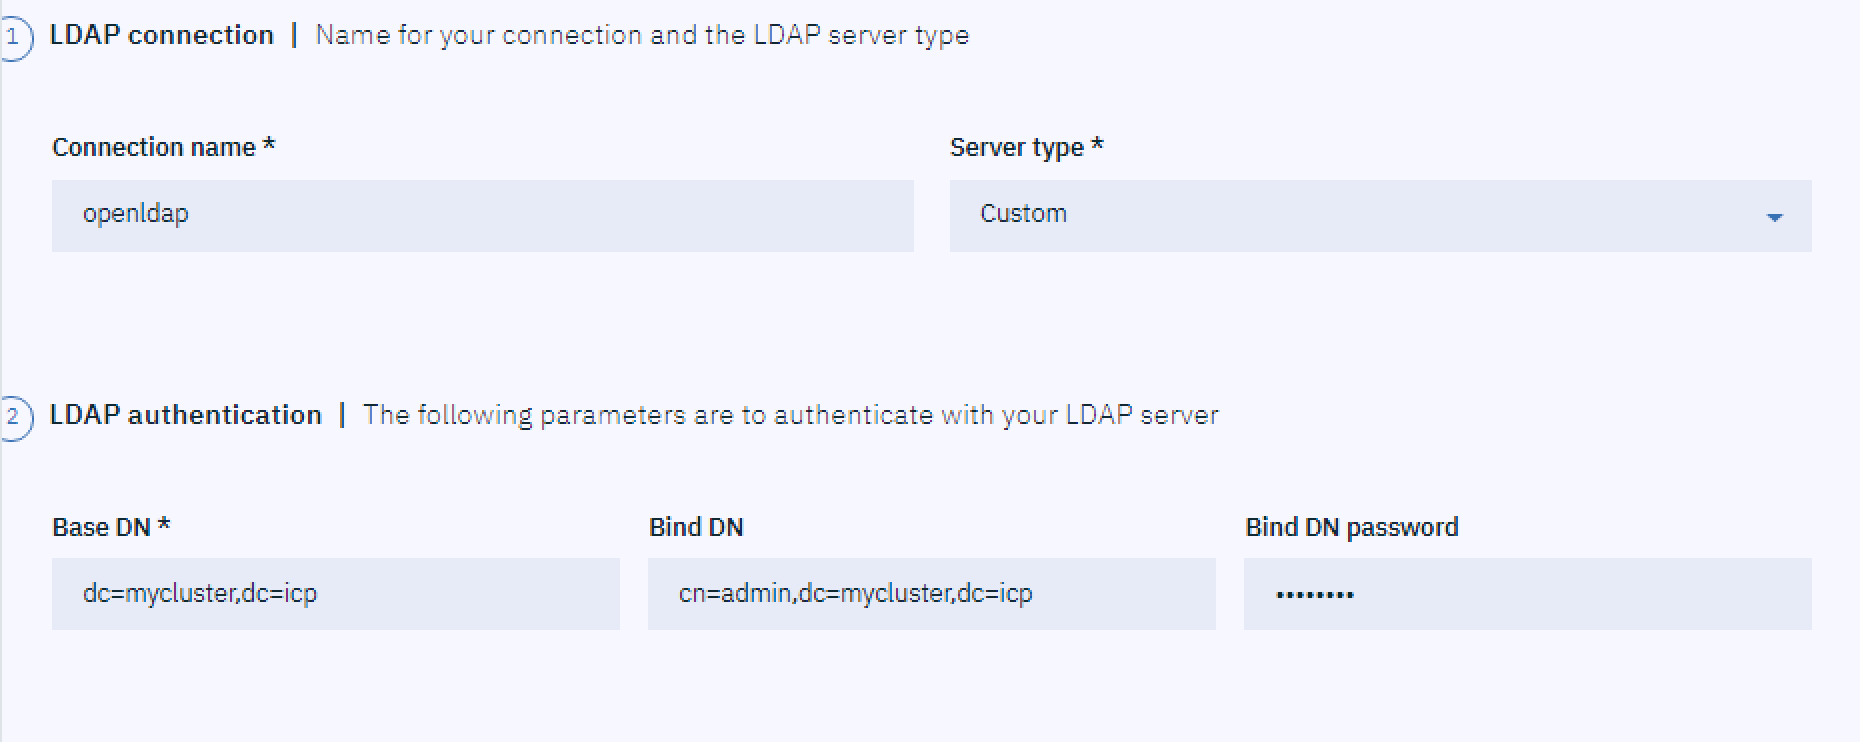 1 LDAP connection | Name for your connection and the LDAP server type
Connection name * Server type *
openldap Custom
2 LDAP authentication | The following parameters are to authenticate with your LDAP server
Base DN * Bind DN Bind DN password
dc=mycluster,dc=icp cn=admin,dc=mycluster,dc=icp ••••••••